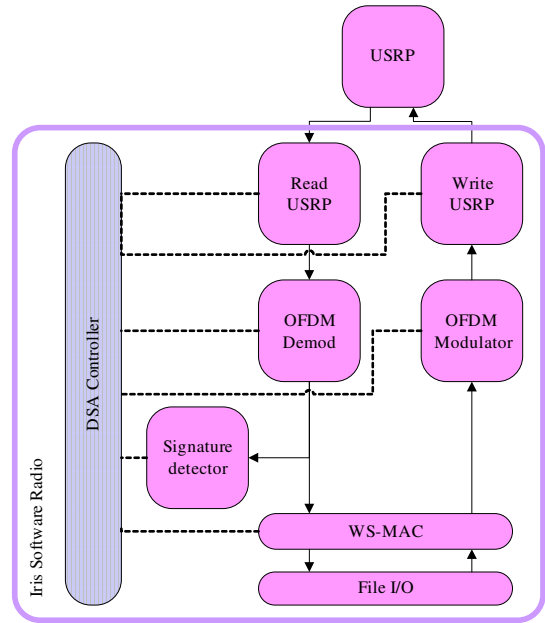 USRP
Read
USRP
Write
USRP
OFDM
Demod
OFDM
Modulator
DSA Controller
Signature
detector
Iris Software Radio
WS-MAC
File I/O